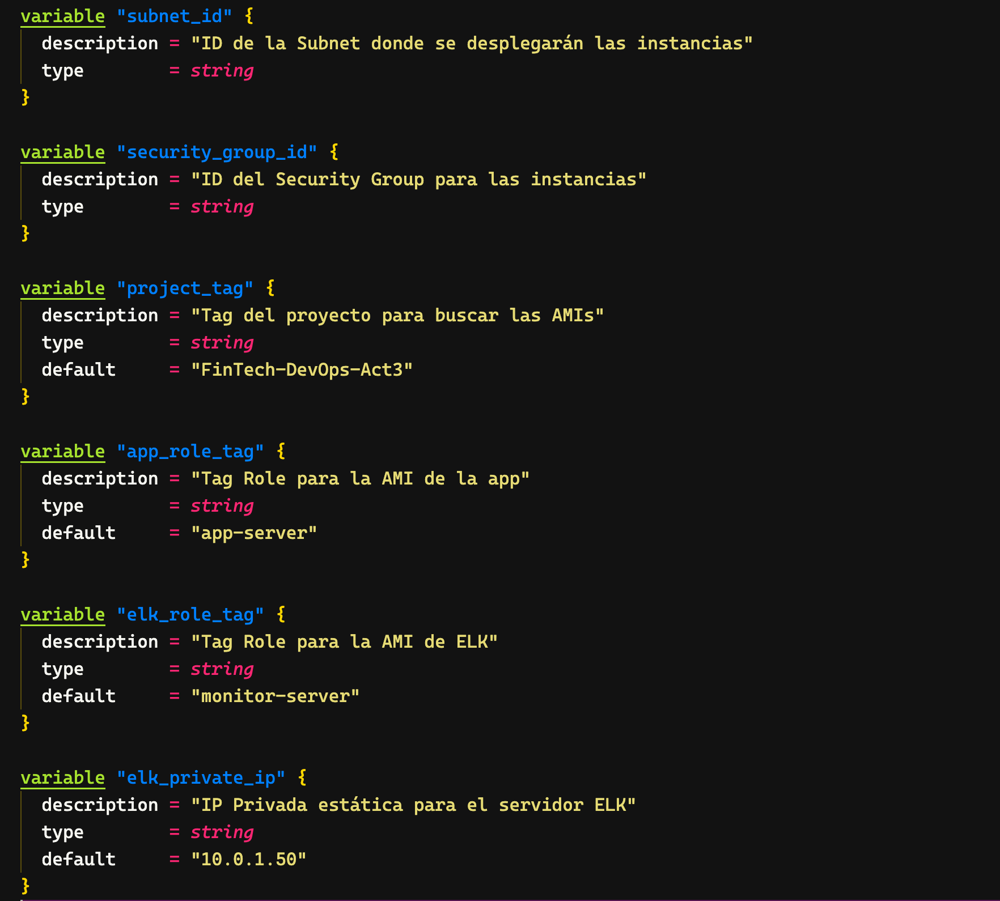 variable "subnet_id" {
  description = "ID de la Subnet donde se desplegarán las instancias"
  type        = string
}

variable "security_group_id" {
  description = "ID del Security Group para las instancias"
  type        = string
}

variable "project_tag" {
  description = "Tag del proyecto para buscar las AMIs"
  type        = string
  default     = "FinTech-DevOps-Act3"
}

variable "app_role_tag" {
  description = "Tag Role para la AMI de la app"
  type        = string
  default     = "app-server"
}

variable "elk_role_tag" {
  description = "Tag Role para la AMI de ELK"
  type        = string
  default     = "monitor-server"
}

variable "elk_private_ip" {
  description = "IP Privada estática para el servidor ELK"
  type        = string
  default     = "10.0.1.50"
}